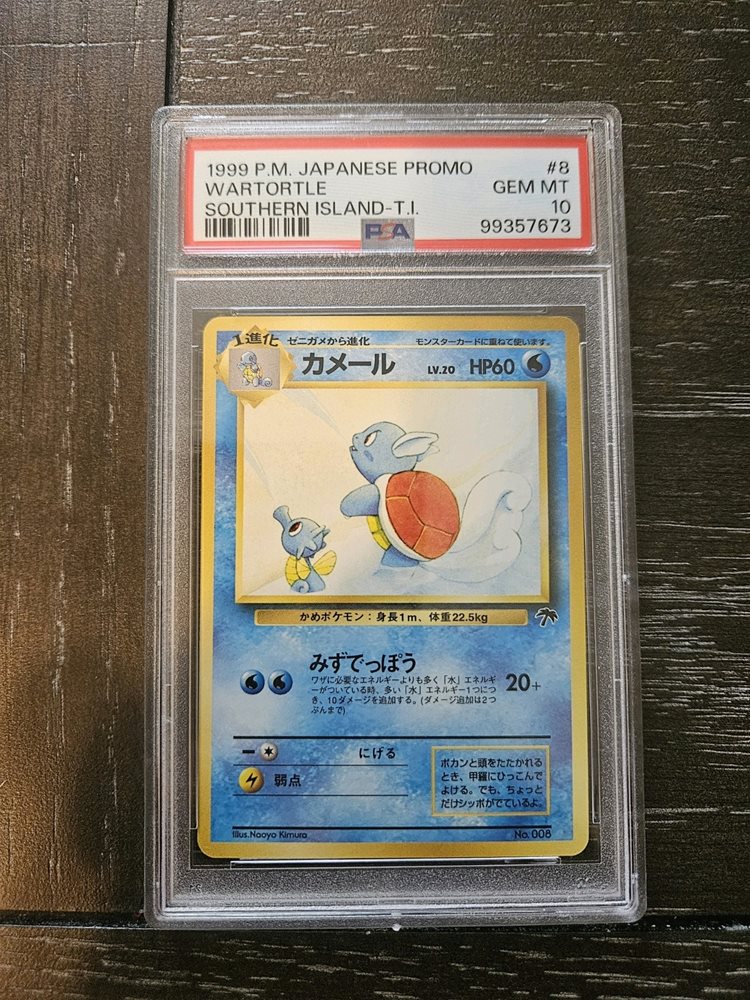 1999 P.M. JAPANESE PROMO #8
WARTORTLE GEM MT
SOUTHERN ISLAND-T.I. 10
PSA 99357673
1進化 ゼニガメから進化 モンスターカードに重ねて使います。
カメール LV.20 HP60
かめポケモン：身長1m、体重22.5kg
みずでっぽう
ワザに必要なエネルギーよりも多く「水」エネルギ
ーがついている時、多い「水」エネルギー1つにつ
き、10ダメージを追加する。(ダメージ追加は2つ
ぶんまで)
20+
にげる
弱点
ポカンと頭をたたかれる
とき、甲羅にひっこんで
よける。でも、ちょっと
だけシッポがでているよ。
Illus.Naoyo Kimura No. 008